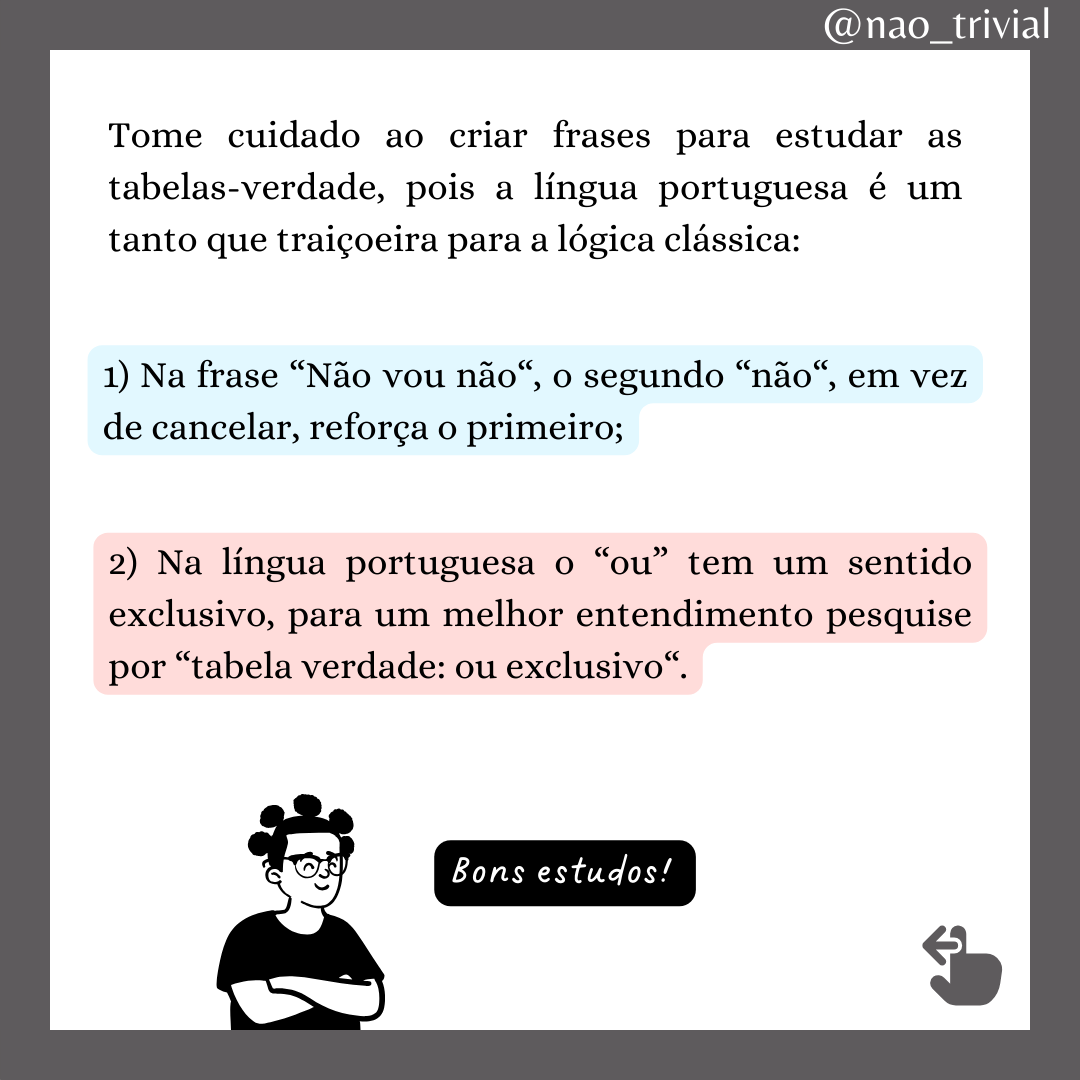 @nao_trivial
Tome cuidado ao criar frases para estudar as
tabelas-verdade, pois a língua portuguesa é um
tanto que traiçoeira para a lógica clássica:
1) Na frase “Não vou não“, o segundo “não“, em vez
de cancelar, reforça o primeiro;
2) Na língua portuguesa o “ou” tem um sentido
exclusivo, para um melhor entendimento pesquise
por “tabela verdade: ou exclusivo“.
Bons estudos!